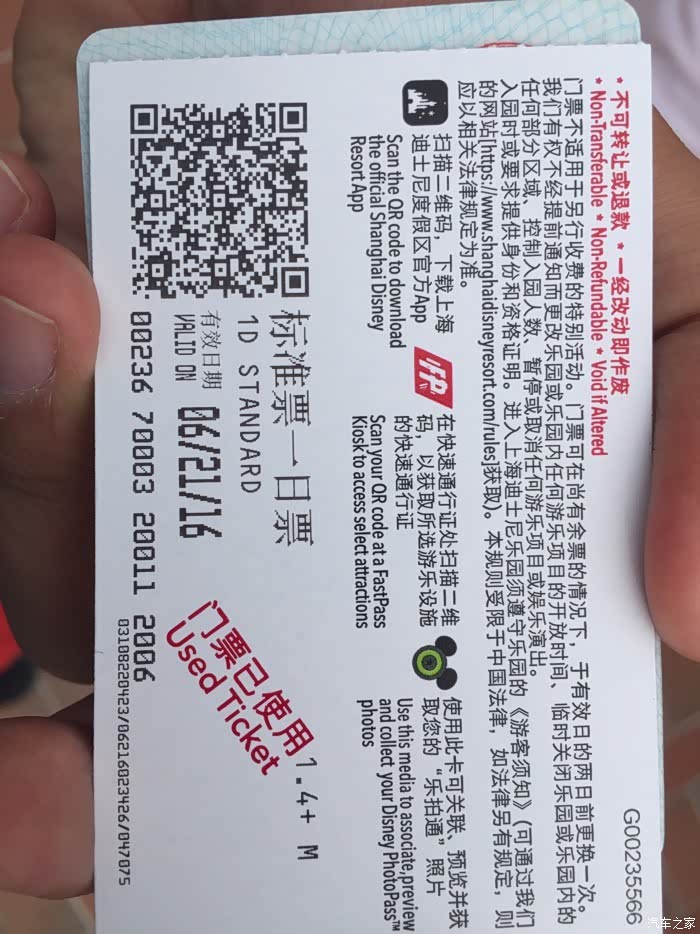 * 不可转让或退款 * 一经改动即作废
* Non-Transferable * Non-Refundable * Void if Altered
门票不适用于另行收费的特别活动。门票可在尚有余票的情况下，于有效日的两日前更换一次。
我们有权不经提前通知而更改乐园或乐园内任何游乐项目的开放时间、临时关闭乐园或乐园内的
任何部分区域、控制入园人数、暂停或取消任何游乐项目或娱乐演出。
入园时或要求提供身份和资格证明。进入上海迪士尼乐园须遵守乐园的《游客须知》(可通过我们
的网站[https://www.shanghaidisneyresort.com/rules]获取)。本规则受限于中国法律，如法律另有规定，则
应以相关法律规定为准。
G00235566
扫描二维码，下载上海
迪士尼度假区官方App
Scan the QR code to download
the official Shanghai Disney
Resort App
FP
在快速通行证处扫描二维
码，以获取所选游乐设施
的快速通行证
Scan your QR code at a FastPass
Kiosk to access select attractions
使用此卡可关联、预览并获
取您的“乐拍通”照片
Use this media to associate,preview
and collect your Disney PhotoPass™
photos
标准票一日票
1D STANDARD
有效日期
VALID ON
06/21/16
00236 70003 20011 2006
03108820423/06216023426/047075
门票已使用
Used Ticket
1.4+ M
汽车之家